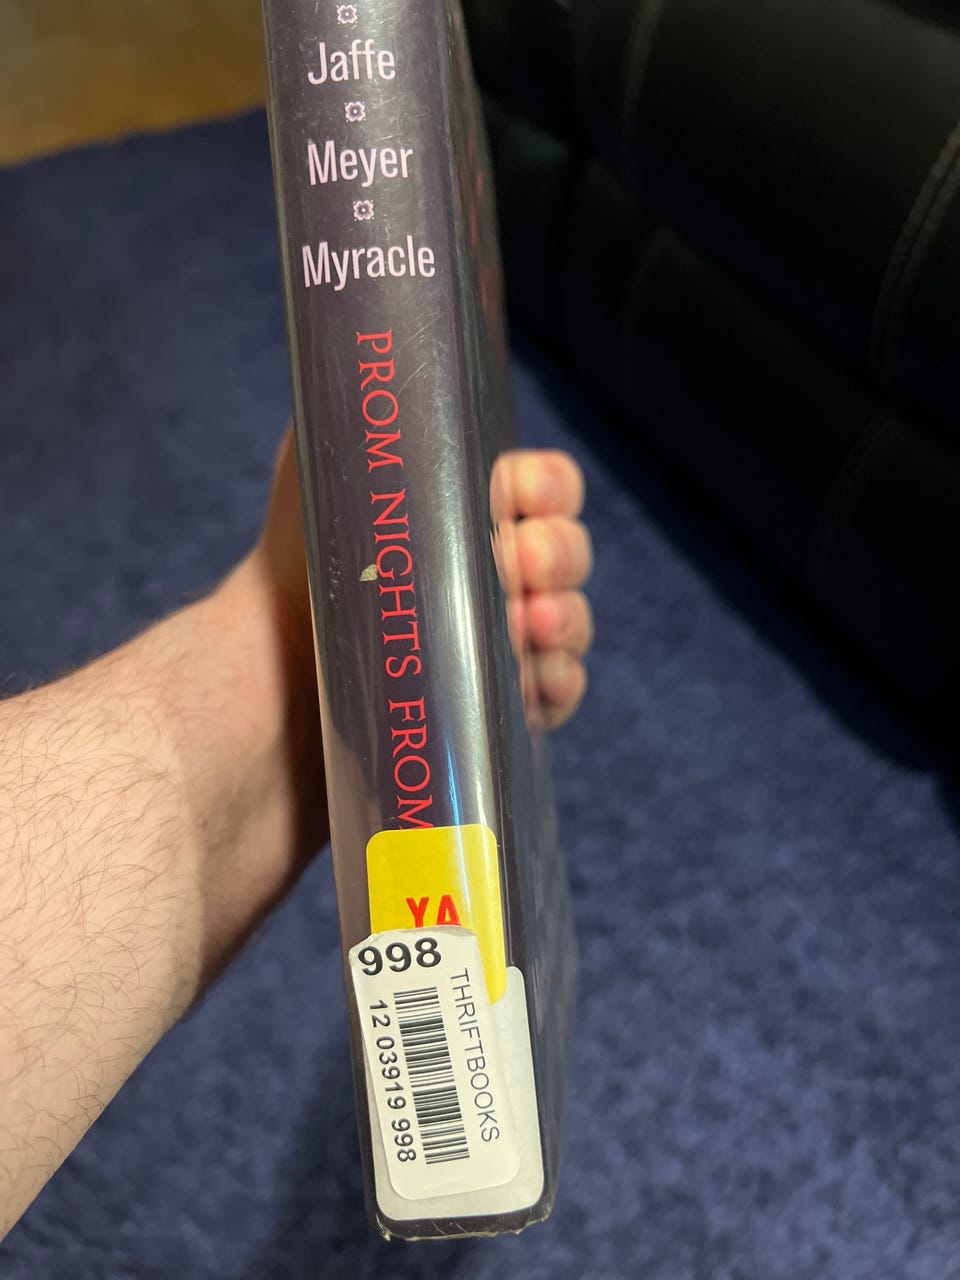 Jaffe
Meyer
Myracle
PROM NIGHTS FROM
YA
998
THRIFTBOOKS
12 03919 998